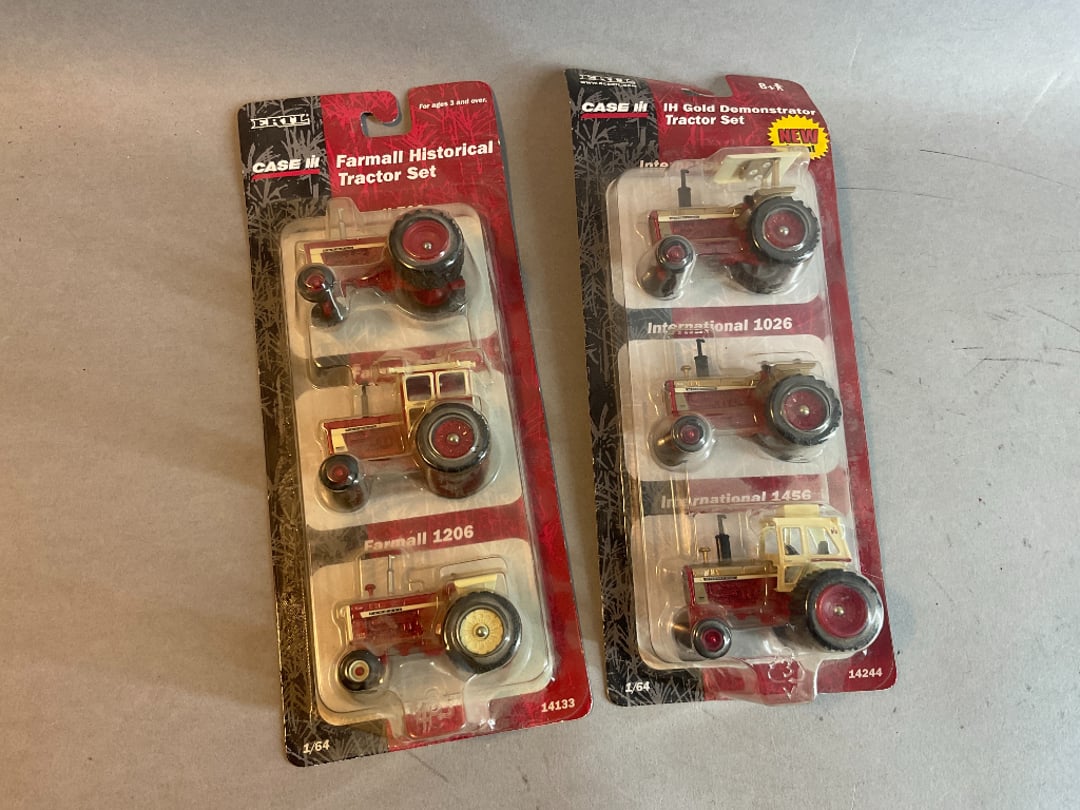 ERTL
For ages 3 and over.
CASE IH
Farmall Historical
Tractor Set
Farmall 1206
1/64
14133
ERTL
8+
CASE IH
IH Gold Demonstrator
Tractor Set
NEW
International 1026
International 1456
1/64
14244